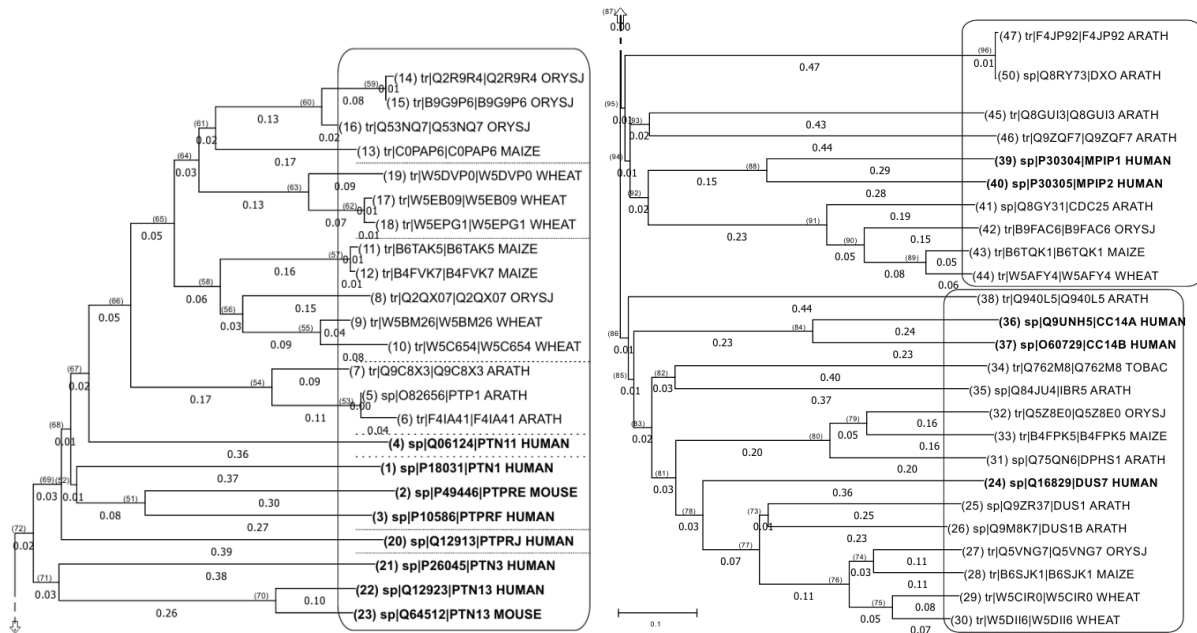 (14) tr|Q2R9R4|Q2R9R4 ORYSJ
(59)
0.01
0.08
(15) tr|B9G9P6|B9G9P6 ORYSJ
(60)
0.13
(61)
0.02
(16) tr|Q53NQ7|Q53NQ7 ORYSJ
0.02
(13) tr|C0PAP6|C0PAP6 MAIZE
0.17
(64)
0.03
(19) tr|W5DVP0|W5DVP0 WHEAT
0.09
(63)
0.13
(17) tr|W5EB09|W5EB09 WHEAT
(62)
0.01
0.07
(18) tr|W5EPG1|W5EPG1 WHEAT
0.01
(65)
0.05
(11) tr|B6TAK5|B6TAK5 MAIZE
(57)
0.01
0.16
(12) tr|B4FVK7|B4FVK7 MAIZE
0.01
(58)
0.06
(8) tr|Q2QX07|Q2QX07 ORYSJ
0.15
(56)
0.03
(9) tr|W5BM26|W5BM26 WHEAT
(55)
0.04
0.09
(10) tr|W5C654|W5C654 WHEAT
0.08
(66)
0.05
(7) tr|Q9C8X3|Q9C8X3 ARATH
0.09
(54)
0.17
(5) sp|O82656|PTP1 ARATH
(53)
0.00
0.11
(6) tr|F4IA41|F4IA41 ARATH
0.04
(67)
0.02
(4) sp|Q06124|PTN11 HUMAN
0.36
(68)
0.01
(1) sp|P18031|PTN1 HUMAN
0.37
(52)
0.01
(2) sp|P49446|PTPRE MOUSE
0.30
(51)
0.08
(3) sp|P10586|PTPRF HUMAN
0.27
(69)
0.03
(20) sp|Q12913|PTPRJ HUMAN
0.39
(72)
0.02
(21) sp|P26045|PTN3 HUMAN
0.38
(71)
0.03
(22) sp|Q12923|PTN13 HUMAN
0.10
(70)
0.26
(23) sp|Q64512|PTN13 MOUSE
(87)
0.00
(47) tr|F4JP92|F4JP92 ARATH
(96)
0.01
0.47
(50) sp|Q8RY73|DXO ARATH
(95)
0.01
(45) tr|Q8GUI3|Q8GUI3 ARATH
0.43
(93)
0.02
(46) tr|Q9ZQF7|Q9ZQF7 ARATH
0.44
(94)
0.01
(39) sp|P30304|MPIP1 HUMAN
0.29
(88)
0.15
(40) sp|P30305|MPIP2 HUMAN
0.28
(92)
0.02
(41) sp|Q8GY31|CDC25 ARATH
0.19
(91)
0.23
(42) tr|B9FAC6|B9FAC6 ORYSJ
0.15
(90)
0.05
(43) tr|B6TQK1|B6TQK1 MAIZE
0.05
(89)
0.08
(44) tr|W5AFY4|W5AFY4 WHEAT
0.06
(38) tr|Q940L5|Q940L5 ARATH
0.44
(86)
0.01
(36) sp|Q9UNH5|CC14A HUMAN
0.24
(84)
0.23
(37) sp|O60729|CC14B HUMAN
0.23
(85)
0.01
(34) tr|Q762M8|Q762M8 TOBAC
0.40
(82)
0.03
(35) sp|Q84JU4|IBR5 ARATH
0.37
(83)
0.02
(32) tr|Q5Z8E0|Q5Z8E0 ORYSJ
0.16
(79)
0.05
(33) tr|B4FPK5|B4FPK5 MAIZE
0.16
(80)
0.20
(31) sp|Q75QN6|DPHS1 ARATH
0.20
(81)
0.03
(24) sp|Q16829|DUS7 HUMAN
0.36
(78)
0.03
(25) sp|Q9ZR37|DUS1 ARATH
0.25
(73)
0.01
(26) sp|Q9M8K7|DUS1B ARATH
0.23
(77)
0.07
(27) tr|Q5VNG7|Q5VNG7 ORYSJ
0.11
(74)
0.03
(28) tr|B6SJK1|B6SJK1 MAIZE
0.11
(76)
0.11
(29) tr|W5CIR0|W5CIR0 WHEAT
0.08
(75)
0.05
(30) tr|W5DII6|W5DII6 WHEAT
0.07
0.1